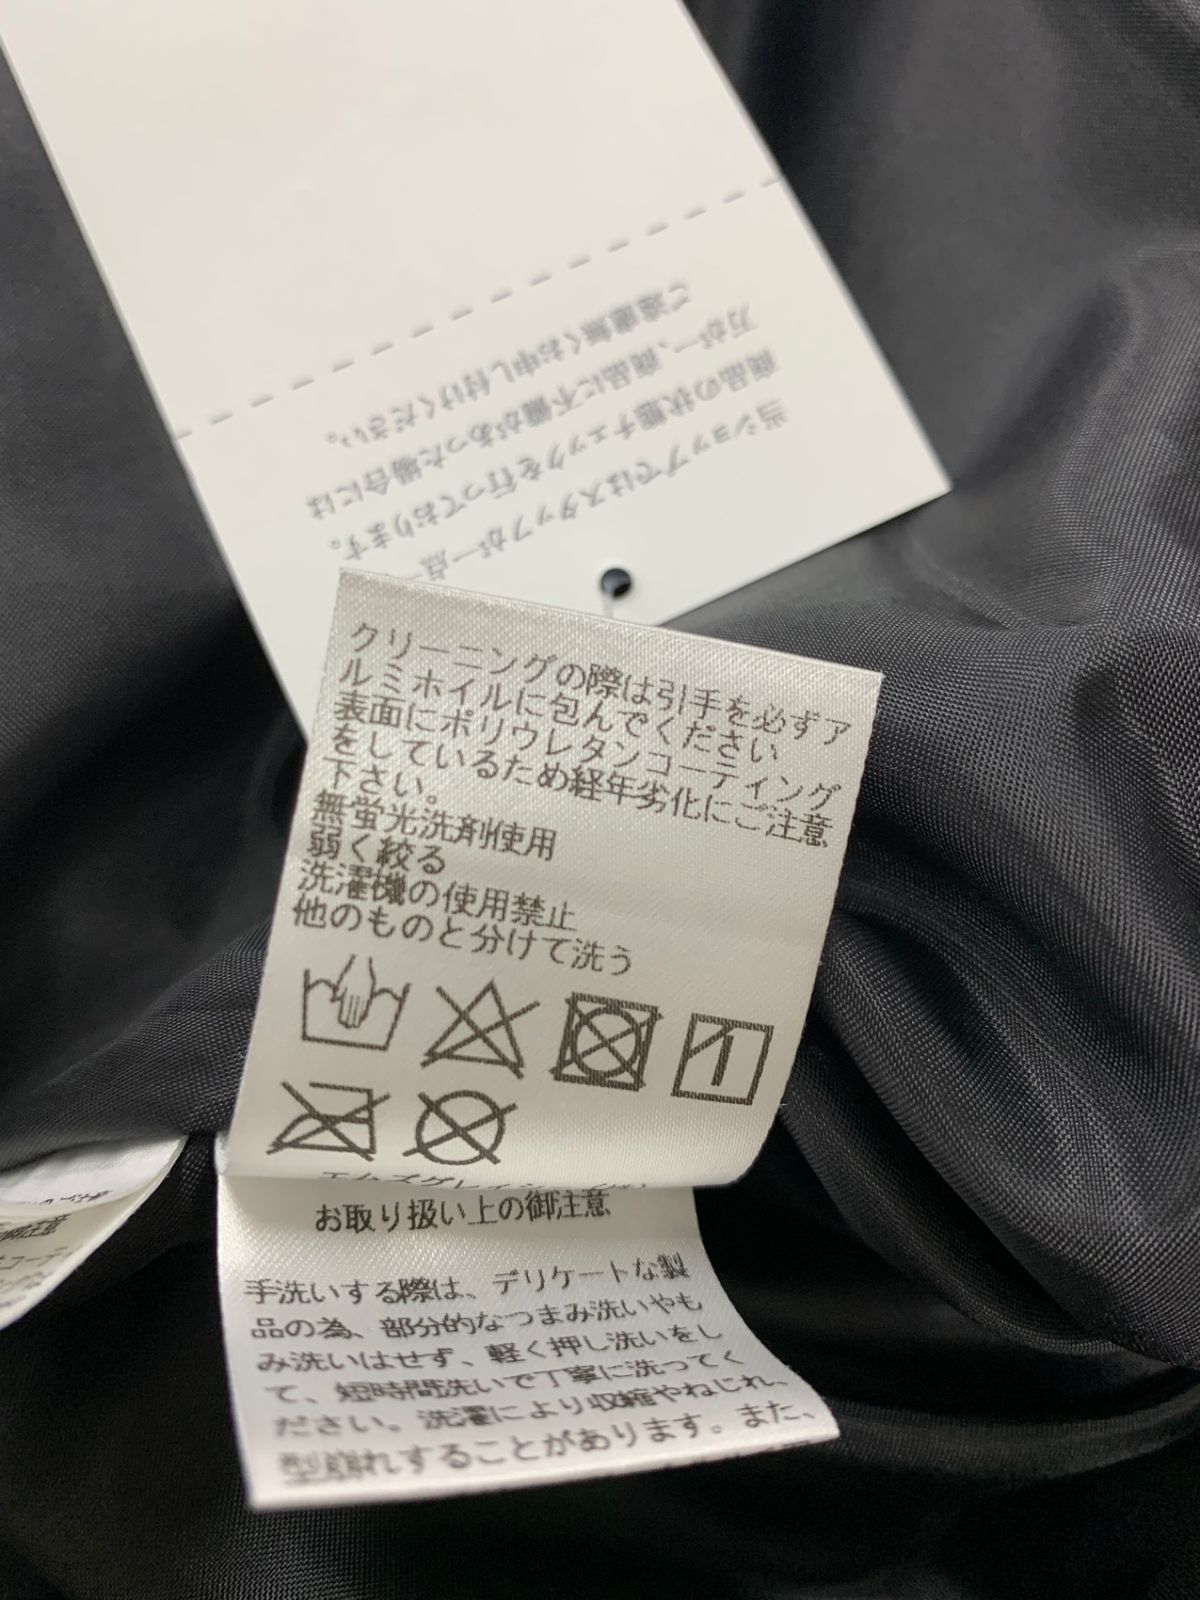 当ショップではスタッフが一点一点
商品の状態チェックを行っております。
万が一、商品に不備があった場合には
ご遠慮無くお申し付けください。
クリーニングの際は引手を必ずア
ルミホイルに包んでください
表面にポリウレタンコーティング
をしているため経年劣化にご注意
下さい。
無蛍光洗剤使用
弱く絞る
洗濯機の使用禁止
他のものと分けて洗う
お取り扱い上の御注意
手洗いする際は、デリケートな製
品の為、部分的なつまみ洗いやも
み洗いはせず、軽く押し洗いをし
て、短時間洗いで丁寧に洗ってく
ださい。洗濯により収縮やねじれ、
型崩れすることがあります。また、